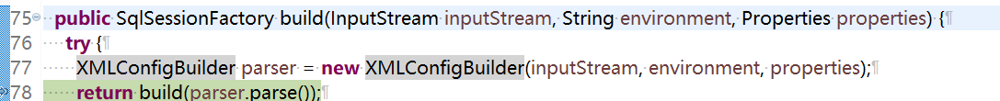 75 public SqlSessionFactory build(InputStream inputStream, String environment, Properties properties) {
76 try {
77 XMLConfigBuilder parser = new XMLConfigBuilder(inputStream, environment, properties);
78 return build(parser.parse());